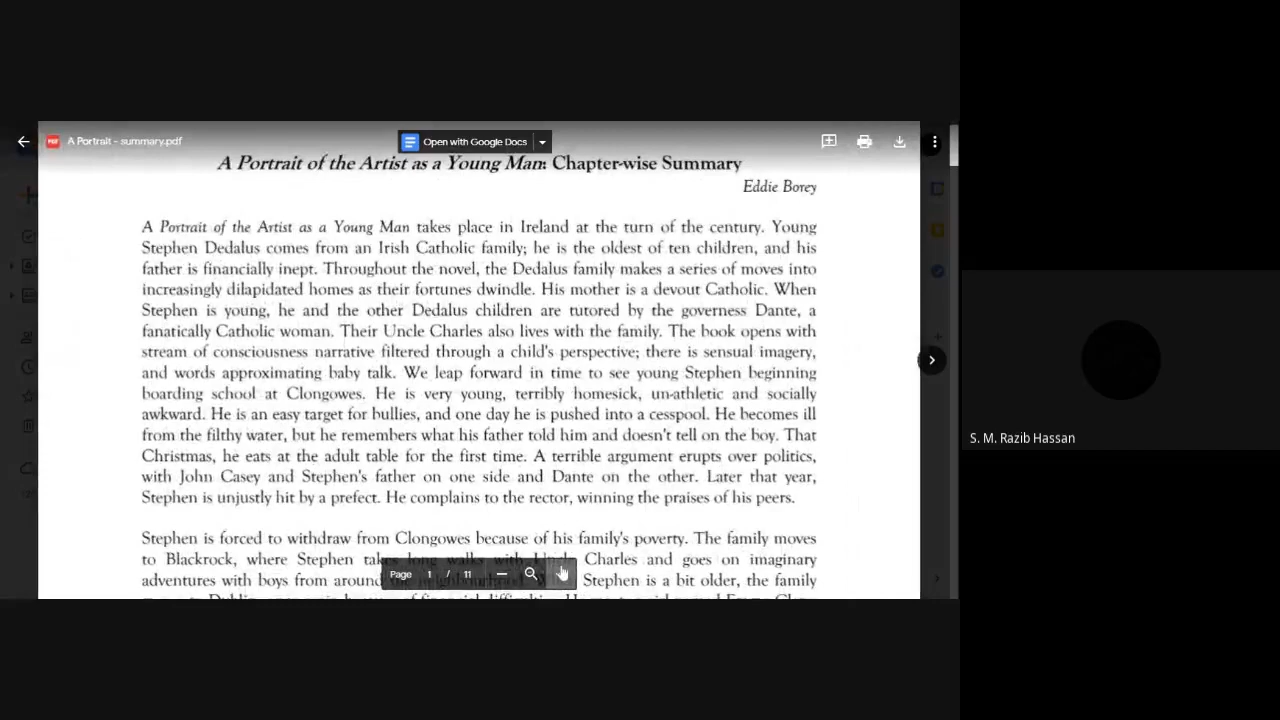 A Portrait - summary.pdf
Open with Google Docs
A Portrait of the Artist as a Young Man: Chapter-wise Summary
Eddie Borey
A Portrait of the Artist as a Young Man takes place in Ireland at the turn of the century. Young
Stephen Dedalus comes from an Irish Catholic family; he is the oldest of ten children, and his
father is financially inept. Throughout the novel, the Dedalus family makes a series of moves into
increasingly dilapidated homes as their fortunes dwindle. His mother is a devout Catholic. When
Stephen is young, he and the other Dedalus children are tutored by the governess Dante, a
fanatically Catholic woman. Their Uncle Charles also lives with the family. The book opens with
stream of consciousness narrative filtered through a child's perspective; there is sensual imagery,
and words approximating baby talk. We leap forward in time to see young Stephen beginning
boarding school at Clongowes. He is very young, terribly homesick, un-athletic and socially
awkward. He is an easy target for bullies, and one day he is pushed into a cesspool. He becomes ill
from the filthy water, but he remembers what his father told him and doesn't tell on the boy. That
Christmas, he eats at the adult table for the first time. A terrible argument erupts over politics,
with John Casey and Stephen's father on one side and Dante on the other. Later that year,
Stephen is unjustly hit by a prefect. He complains to the rector, winning the praises of his peers.
Stephen is forced to withdraw from Clongowes because of his family's poverty. The family moves
to Blackrock, where Stephen takes long walks with Uncle Charles and goes on imaginary
adventures with boys from around Stephen is a bit older, the family
Page 1 / 11
S. M. Razib Hassan